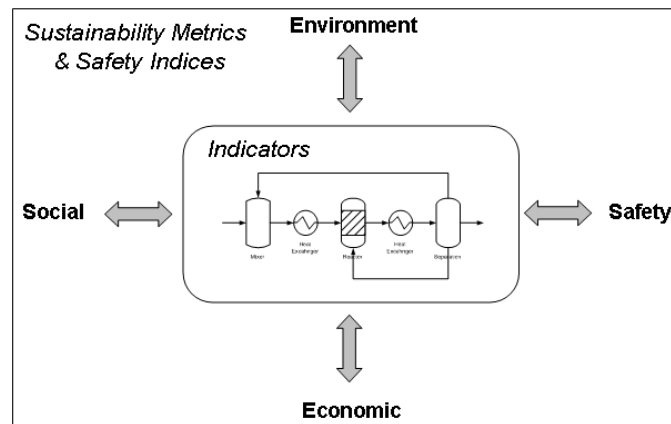 Sustainability Metrics
& Safety Indices
Environment
Indicators
Social
Safety
Heat
Exchanger
Heat
Exchanger
Mixer
Reactor
Separation
Economic